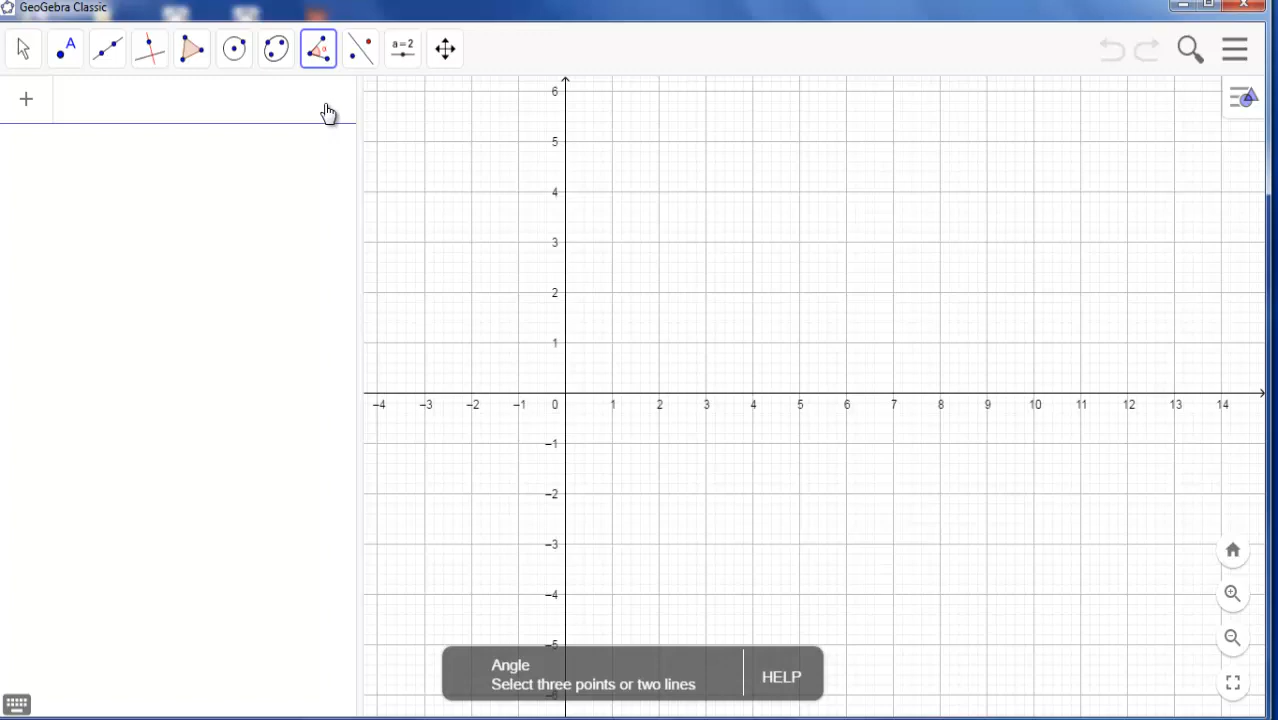 GeoGebra Classic
A
a=2
+
6
5
4
3
2
1
−4 −3 −2 −1 0 1 2 3 4 5 6 7 8 9 10 11 12 13 14
−1
−2
−3
−4
−5
Angle
Select three points or two lines
HELP